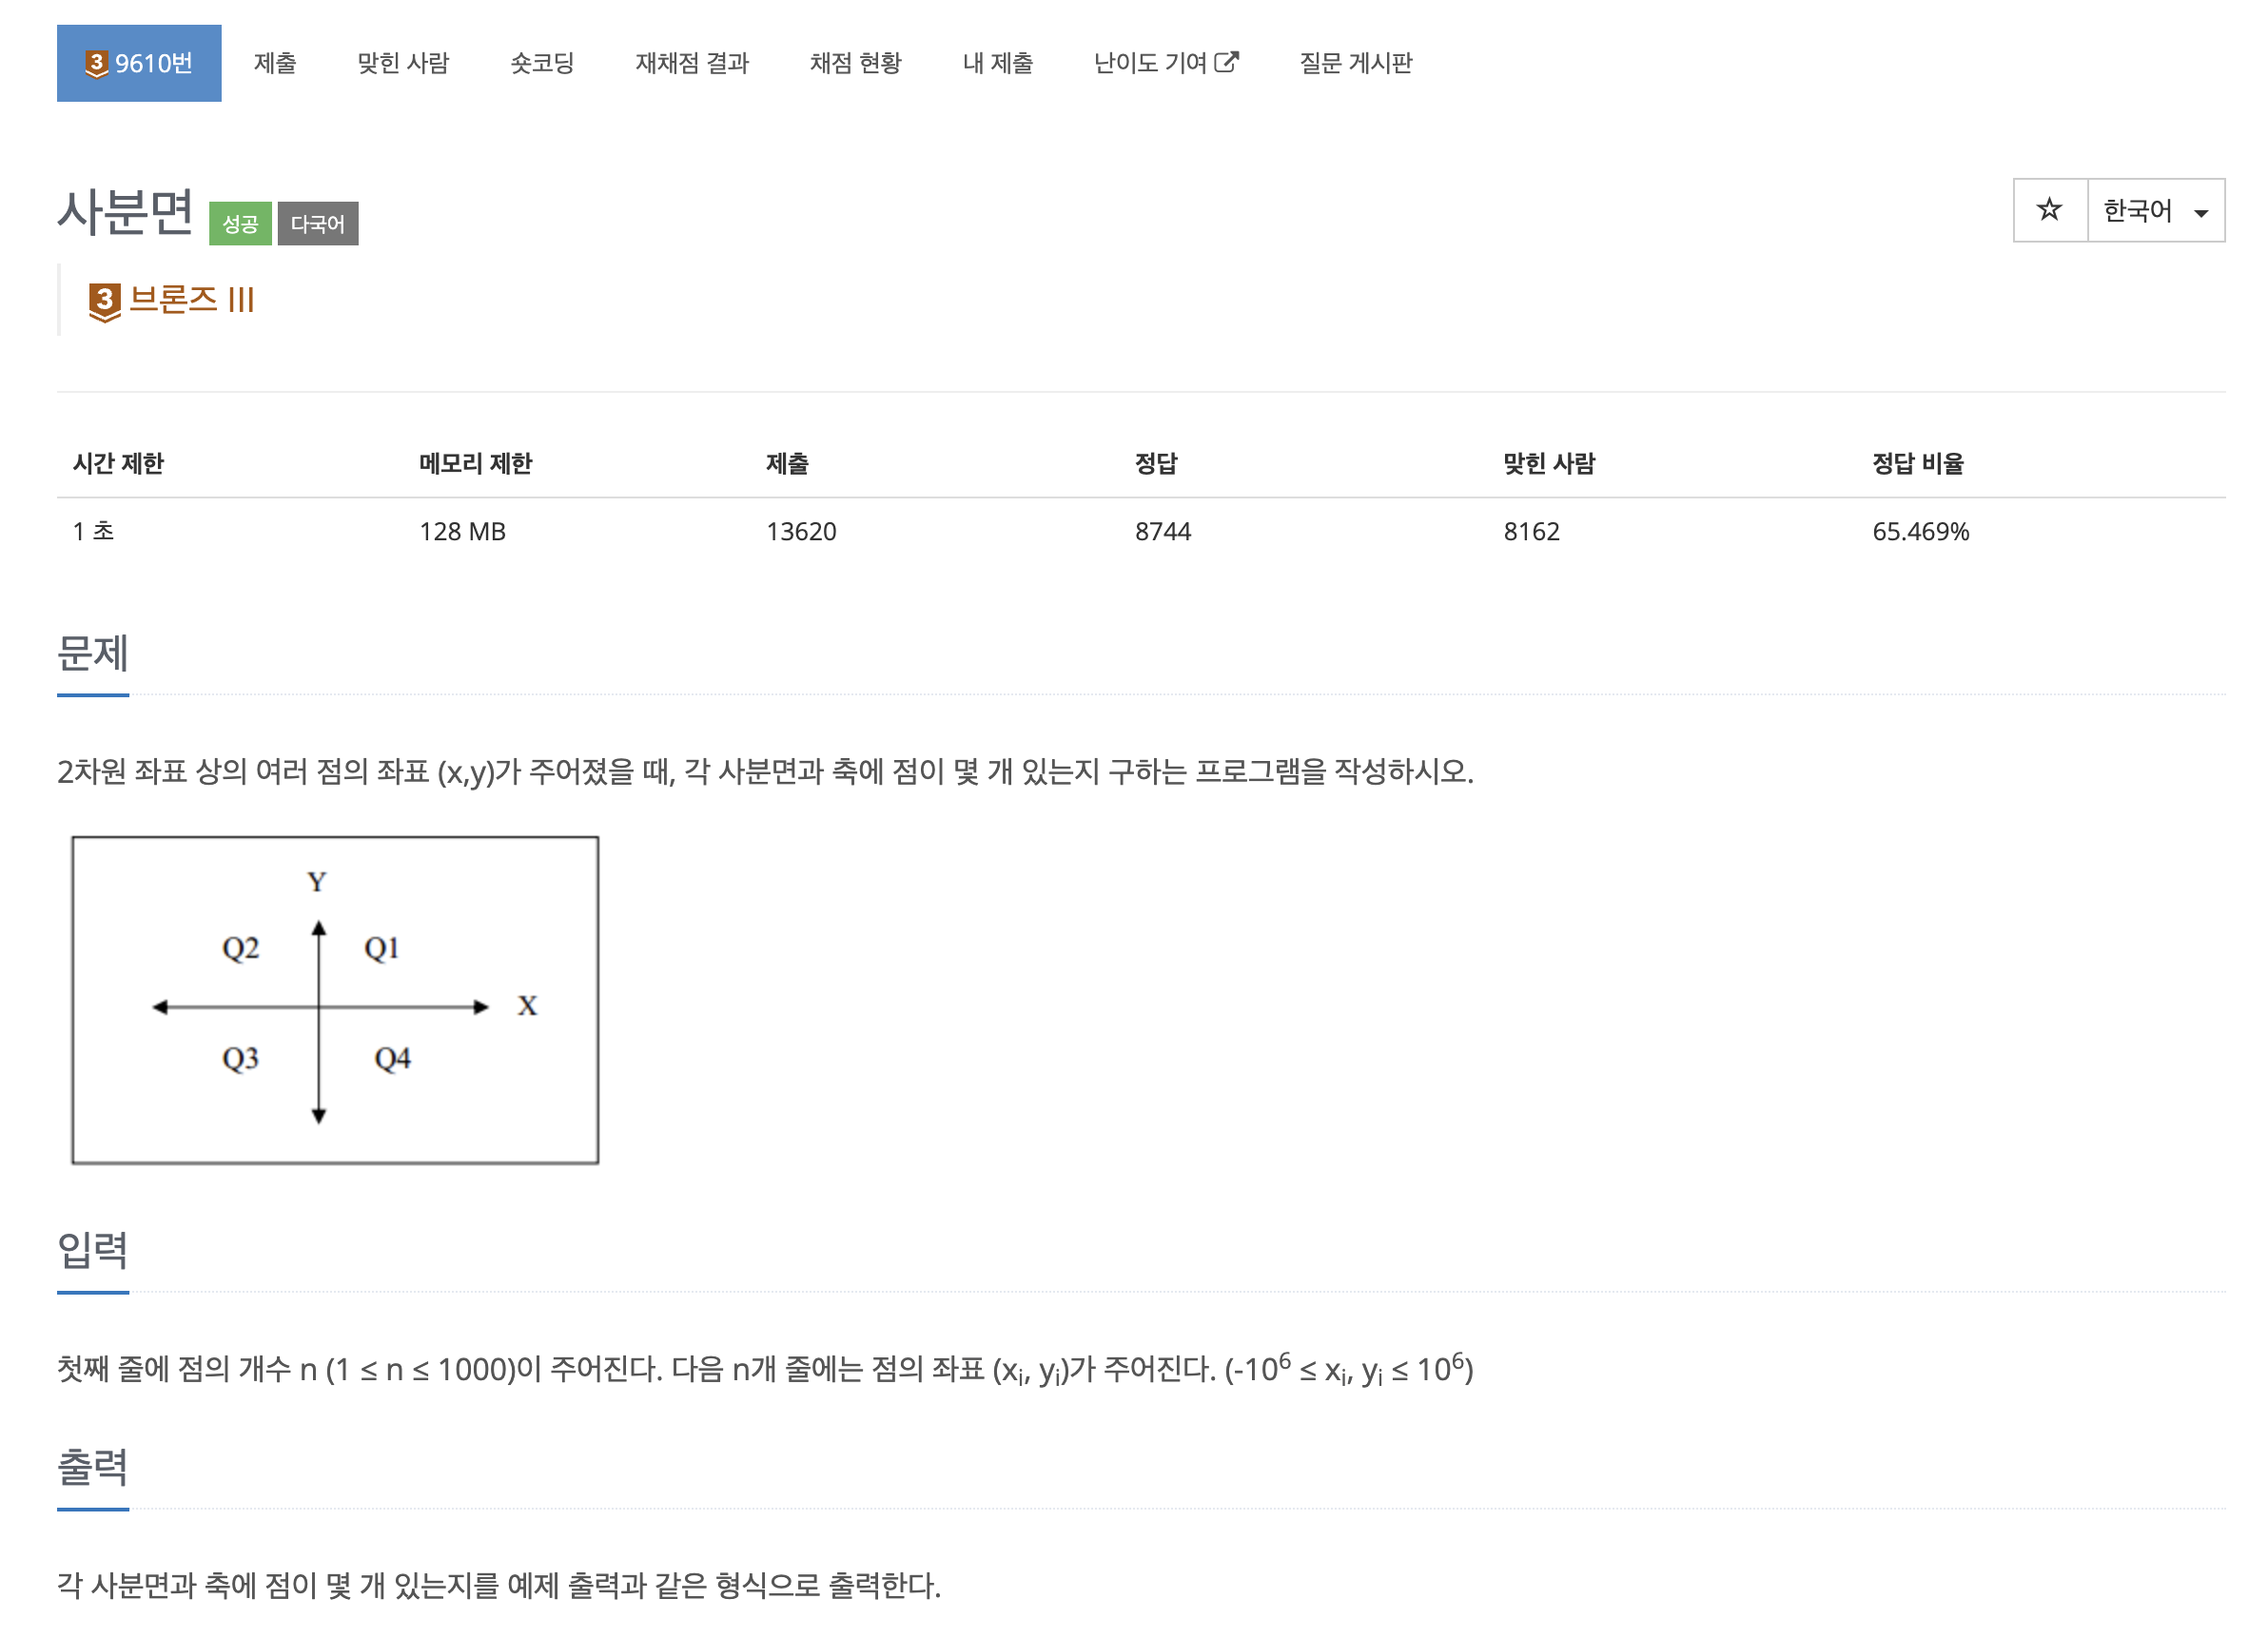 3 9610번 제출 맞힌 사람 숏코딩 재채점 결과 채점 현황 내 제출 난이도 기여 질문 게시판
사분면 성공 다국어 ☆ 한국어
3 브론즈 III
시간 제한 메모리 제한 제출 정답 맞힌 사람 정답 비율
1 초 128 MB 13620 8744 8162 65.469%
문제
2차원 좌표 상의 여러 점의 좌표 (x,y)가 주어졌을 때, 각 사분면과 축에 점이 몇 개 있는지 구하는 프로그램을 작성하시오.
Y
Q2 Q1
X
Q3 Q4
입력
첫째 줄에 점의 개수 n (1 ≤ n ≤ 1000)이 주어진다. 다음 n개 줄에는 점의 좌표 (xᵢ, yᵢ)가 주어진다. (-10⁶ ≤ xᵢ, yᵢ ≤ 10⁶)
출력
각 사분면과 축에 점이 몇 개 있는지를 예제 출력과 같은 형식으로 출력한다.